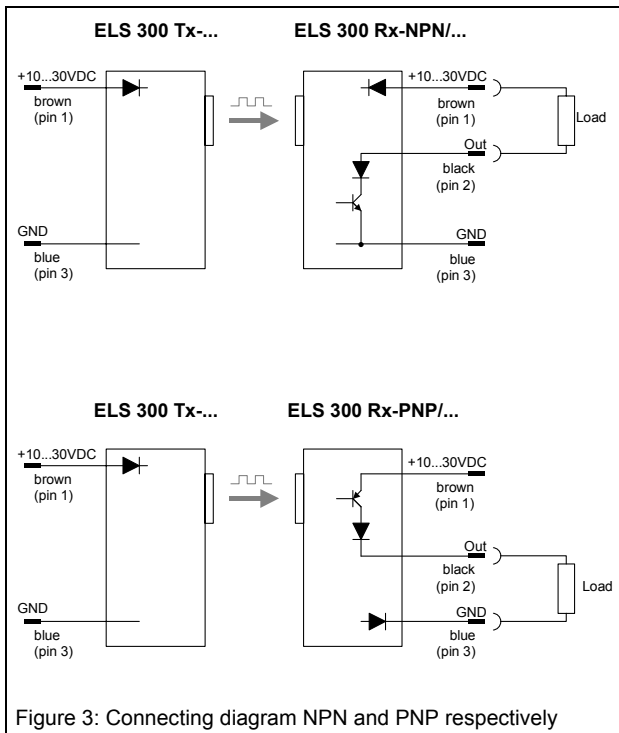 ELS 300 Tx-... ELS 300 Rx-NPN/...
+10...30VDC
brown
(pin 1)
GND
blue
(pin 3)
+10...30VDC
brown
(pin 1)
Load
Out
black
(pin 2)
GND
blue
(pin 3)
ELS 300 Tx-... ELS 300 Rx-PNP/...
+10...30VDC
brown
(pin 1)
GND
blue
(pin 3)
+10...30VDC
brown
(pin 1)
Out
black
(pin 2)
Load
GND
blue
(pin 3)
Figure 3: Connecting diagram NPN and PNP respectively